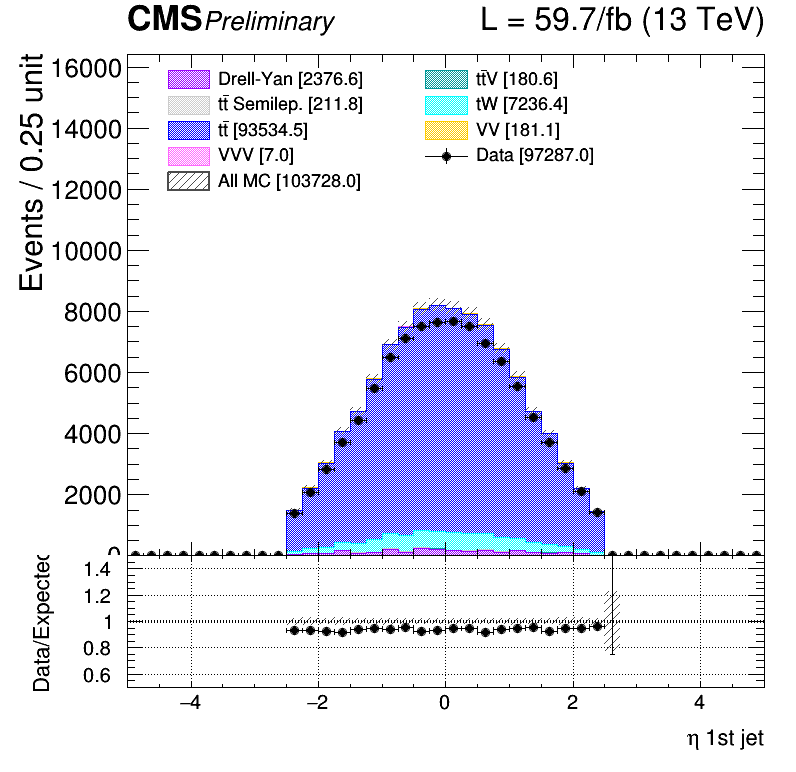 CMS Preliminary L = 59.7/fb (13 TeV)
Events / 0.25 unit
16000
14000
12000
10000
8000
6000
4000
2000
0
Drell-Yan [2376.6]
tt̄ Semilep. [211.8]
tt̄ [93534.5]
VVV [7.0]
All MC [103728.0]
tt̄V [180.6]
tW [7236.4]
VV [181.1]
Data [97287.0]
Data/Expected
1.4
1.2
1
0.8
0.6
−4 −2 0 2 4
η 1st jet